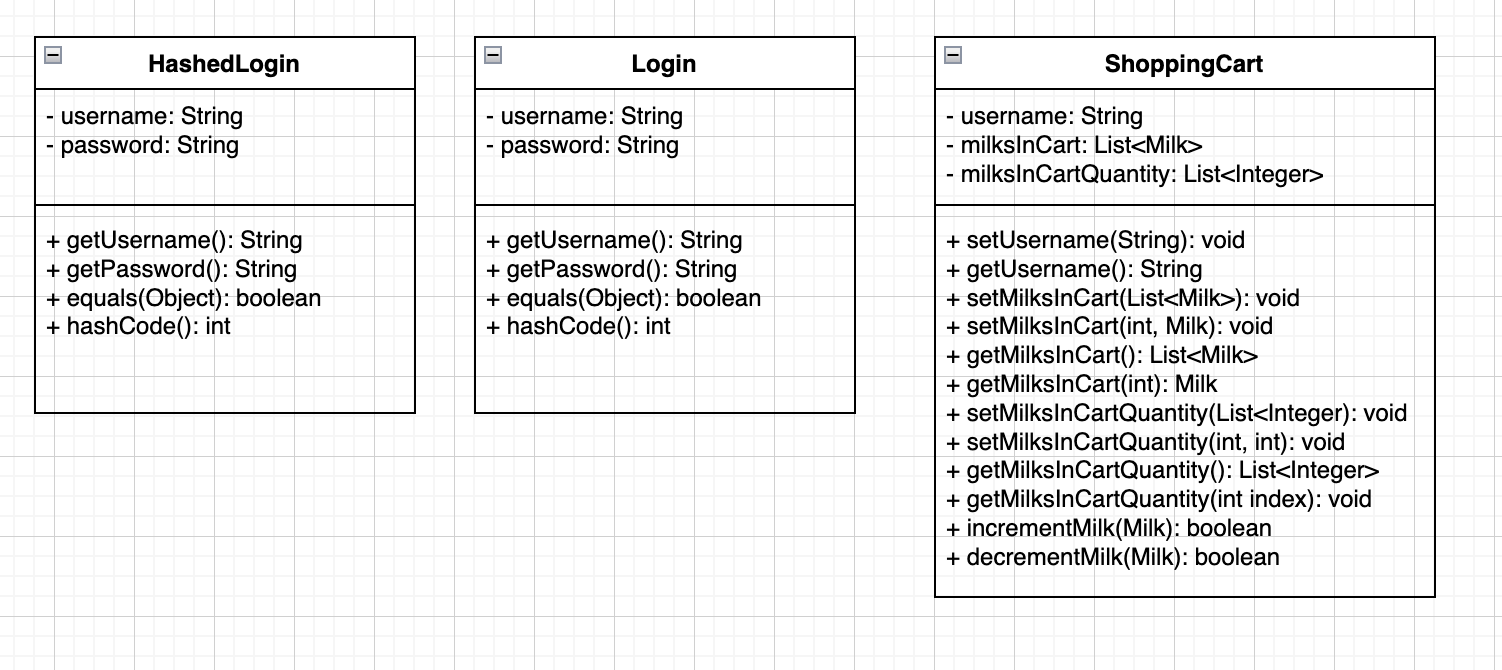 HashedLogin
- username: String
- password: String
+ getUsername(): String
+ getPassword(): String
+ equals(Object): boolean
+ hashCode(): int
Login
- username: String
- password: String
+ getUsername(): String
+ getPassword(): String
+ equals(Object): boolean
+ hashCode(): int
ShoppingCart
- username: String
- milksInCart: List<Milk>
- milksInCartQuantity: List<Integer>
+ setUsername(String): void
+ getUsername(): String
+ setMilksInCart(List<Milk>): void
+ setMilksInCart(int, Milk): void
+ getMilksInCart(): List<Milk>
+ getMilksInCart(int): Milk
+ setMilksInCartQuantity(List<Integer): void
+ setMilksInCartQuantity(int, int): void
+ getMilksInCartQuantity(): List<Integer>
+ getMilksInCartQuantity(int index): void
+ incrementMilk(Milk): boolean
+ decrementMilk(Milk): boolean